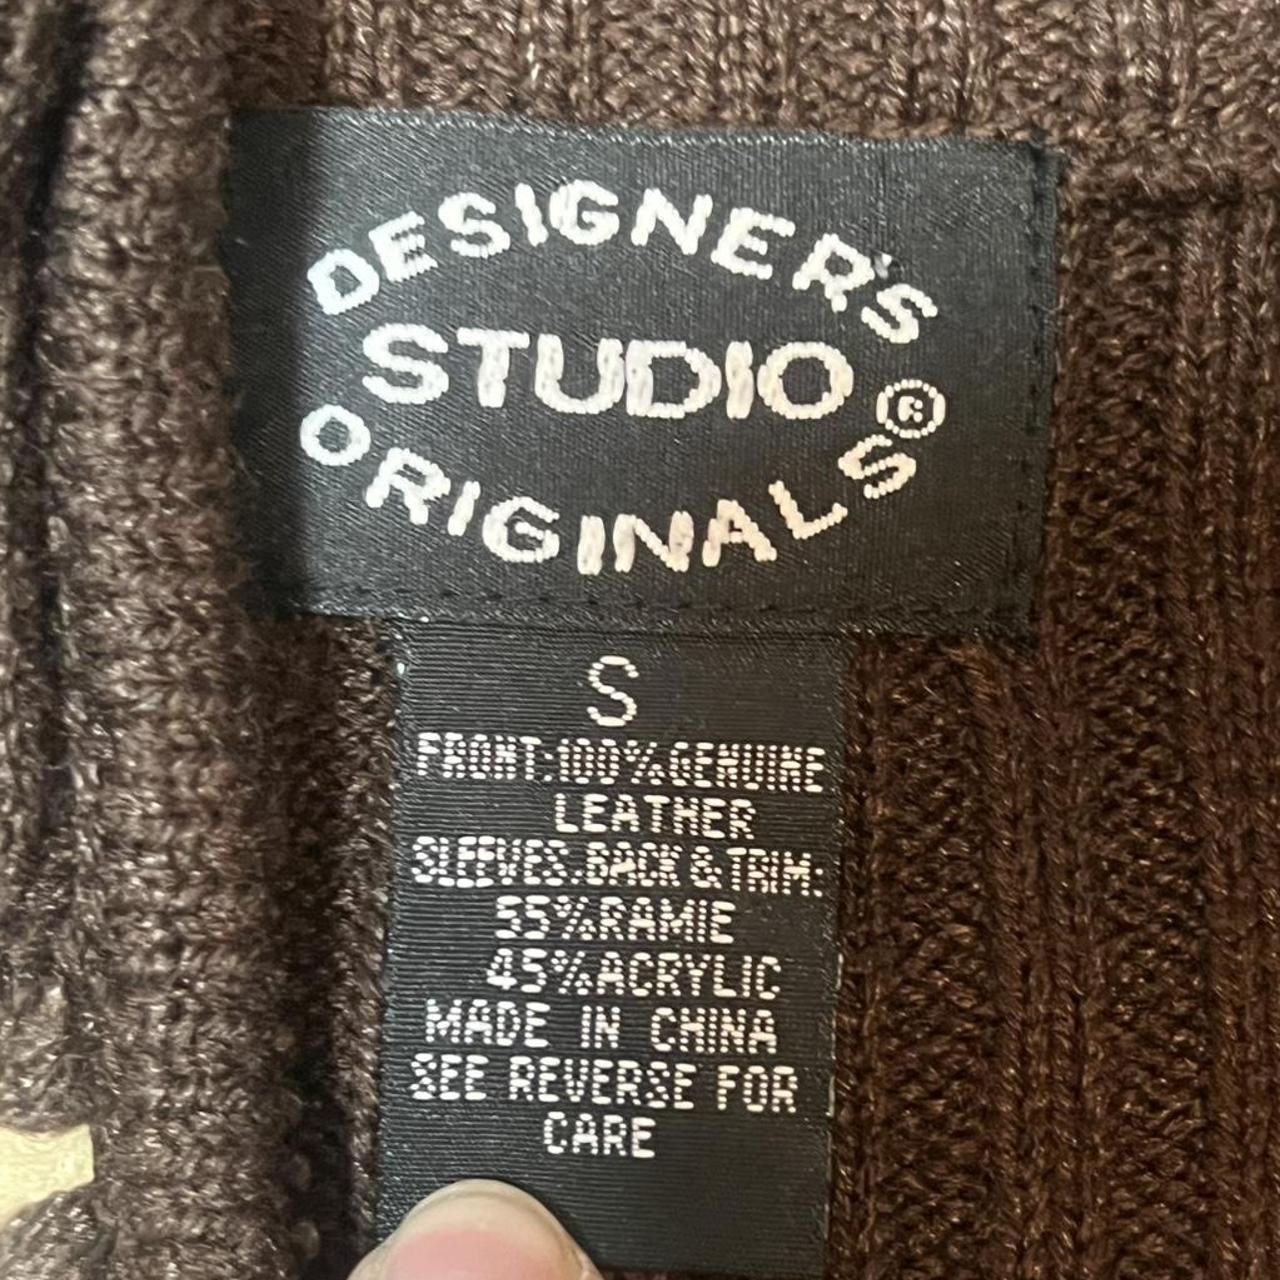 DESIGNER'S
STUDIO
ORIGINALS®
S
FRONT:100%GENUINE
LEATHER
SLEEVES.BACK & TRIM:
55%RAMIE
45%ACRYLIC
MADE IN CHINA
SEE REVERSE FOR
CARE